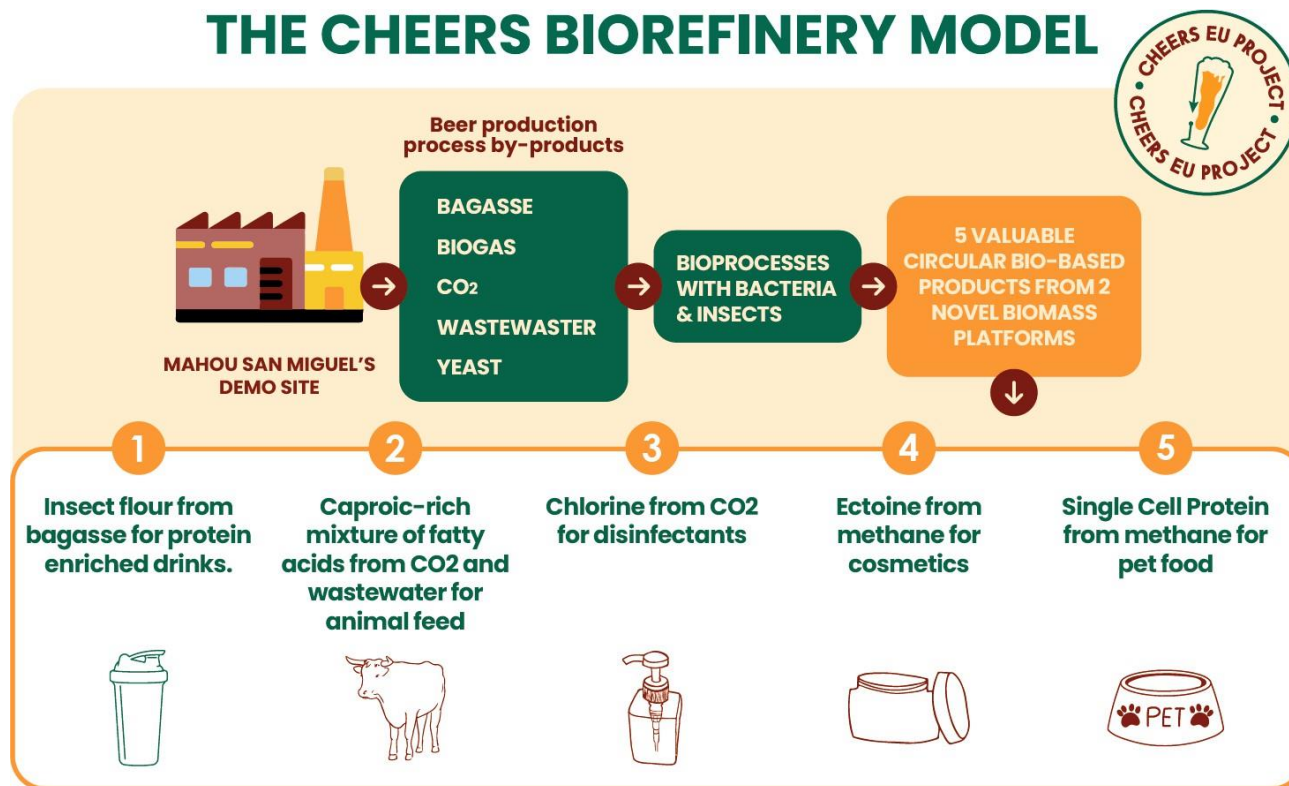 THE CHEERS BIOREFINERY MODEL
CHEERS EU PROJECT
CHEERS EU PROJECT
Beer production
process by-products
BAGASSE
BIOGAS
CO2
WASTEWASTER
YEAST
BIOPROCESSES
WITH BACTERIA
& INSECTS
5 VALUABLE
CIRCULAR BIO-BASED
PRODUCTS FROM 2
NOVEL BIOMASS
PLATFORMS
MAHOU SAN MIGUEL'S
DEMO SITE
1
Insect flour from
bagasse for protein
enriched drinks.
2
Caproic-rich
mixture of fatty
acids from CO2 and
wastewater for
animal feed
3
Chlorine from CO2
for disinfectants
4
Ectoine from
methane for
cosmetics
5
Single Cell Protein
from methane for
pet food
PET